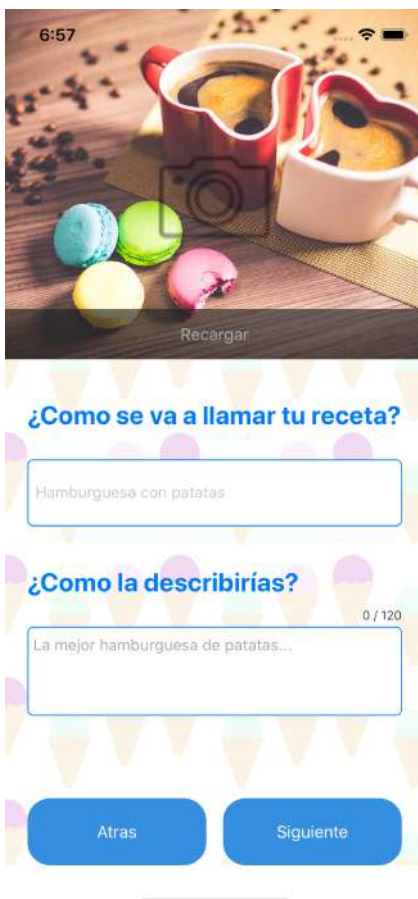 6:57
Recargar
¿Como se va a llamar tu receta?
Hamburguesa con patatas
¿Como la describirías?
0 / 120
La mejor hamburguesa de patatas...
Atras
Siguiente